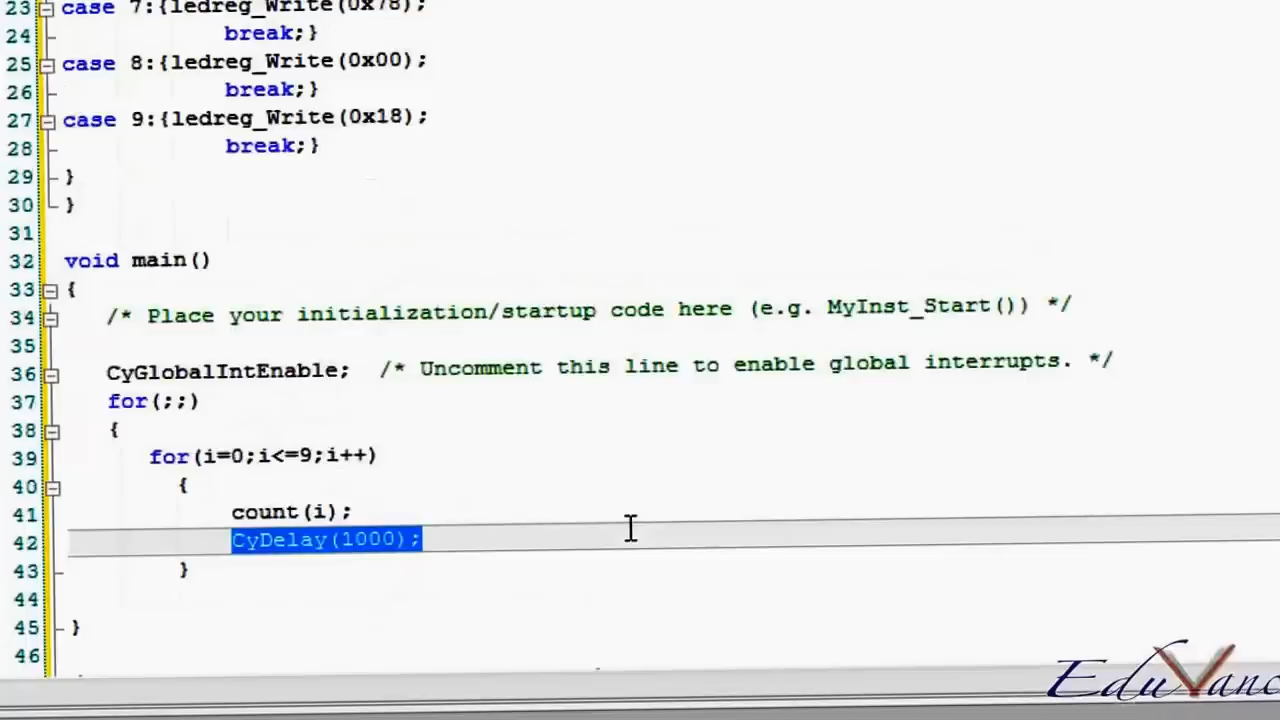 23 case 7:{ledreg_Write(0x78);
24 break;}
25 case 8:{ledreg_Write(0x00);
26 break;}
27 case 9:{ledreg_Write(0x18);
28 break;}
29 }
30 }
31
32 void main()
33 {
34 /* Place your initialization/startup code here (e.g. MyInst_Start()) */
35
36 CyGlobalIntEnable; /* Uncomment this line to enable global interrupts. */
37 for(;;)
38 {
39 for(i=0;i<=9;i++)
40 {
41 count(i);
42 CyDelay(1000);
43 }
44
45 }
46
EduVanc